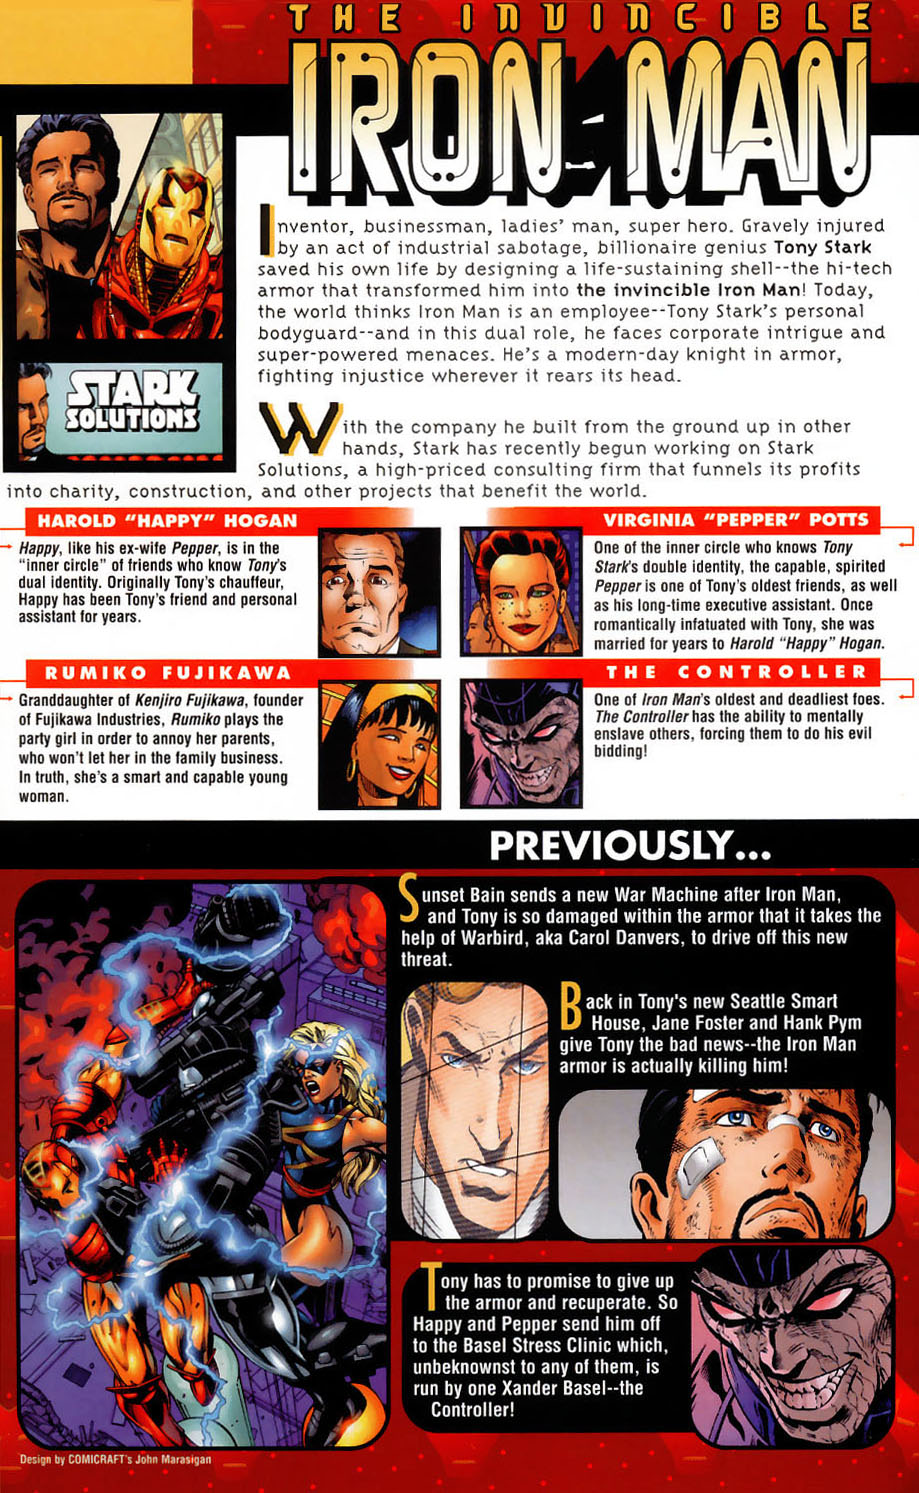 THE INVINCIBLE
IRON MAN
Inventor, businessman, ladies' man, super hero. Gravely injured
by an act of industrial sabotage, billionaire genius Tony Stark
saved his own life by designing a life-sustaining shell--the hi-tech
armor that transformed him into the invincible Iron Man! Today,
the world thinks Iron Man is an employee--Tony Stark's personal
bodyguard--and in this dual role, he faces corporate intrigue and
super-powered menaces. He's a modern-day knight in armor,
fighting injustice wherever it rears its head.
STARK
SOLUTIONS
With the company he built from the ground up in other
hands, Stark has recently begun working on Stark
Solutions, a high-priced consulting firm that funnels its profits
into charity, construction, and other projects that benefit the world.
HAROLD "HAPPY" HOGAN
Happy, like his ex-wife Pepper, is in the
"inner circle" of friends who know Tony's
dual identity. Originally Tony's chauffeur,
Happy has been Tony's friend and personal
assistant for years.
VIRGINIA "PEPPER" POTTS
One of the inner circle who knows Tony
Stark's double identity, the capable, spirited
Pepper is one of Tony's oldest friends, as well
as his long-time executive assistant. Once
romantically infatuated with Tony, she was
married for years to Harold "Happy" Hogan.
RUMIKO FUJIKAWA
Granddaughter of Kenjiro Fujikawa, founder
of Fujikawa Industries, Rumiko plays the
party girl in order to annoy her parents,
who won't let her in the family business.
In truth, she's a smart and capable young
woman.
THE CONTROLLER
One of Iron Man's oldest and deadliest foes.
The Controller has the ability to mentally
enslave others, forcing them to do his evil
bidding!
PREVIOUSLY...
Sunset Bain sends a new War Machine after Iron Man,
and Tony is so damaged within the armor that it takes the
help of Warbird, aka Carol Danvers, to drive off this new
threat.
Back in Tony's new Seattle Smart
House, Jane Foster and Hank Pym
give Tony the bad news--the Iron Man
armor is actually killing him!
Tony has to promise to give up
the armor and recuperate. So
Happy and Pepper send him off
to the Basel Stress Clinic which,
unbeknownst to any of them, is
run by one Xander Basel--the
Controller!
Design by COMICRAFT's John Marasigan